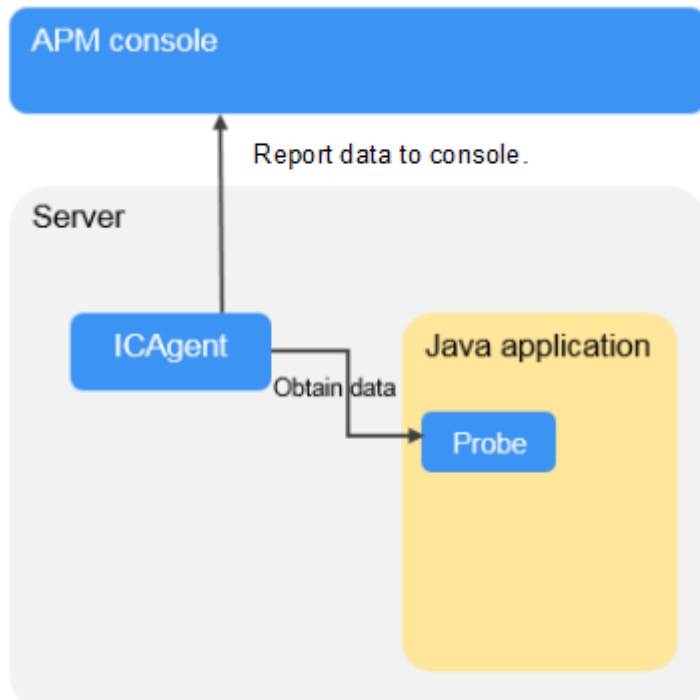 APM console
Report data to console.
Server
ICAgent
Java application
Obtain data
Probe